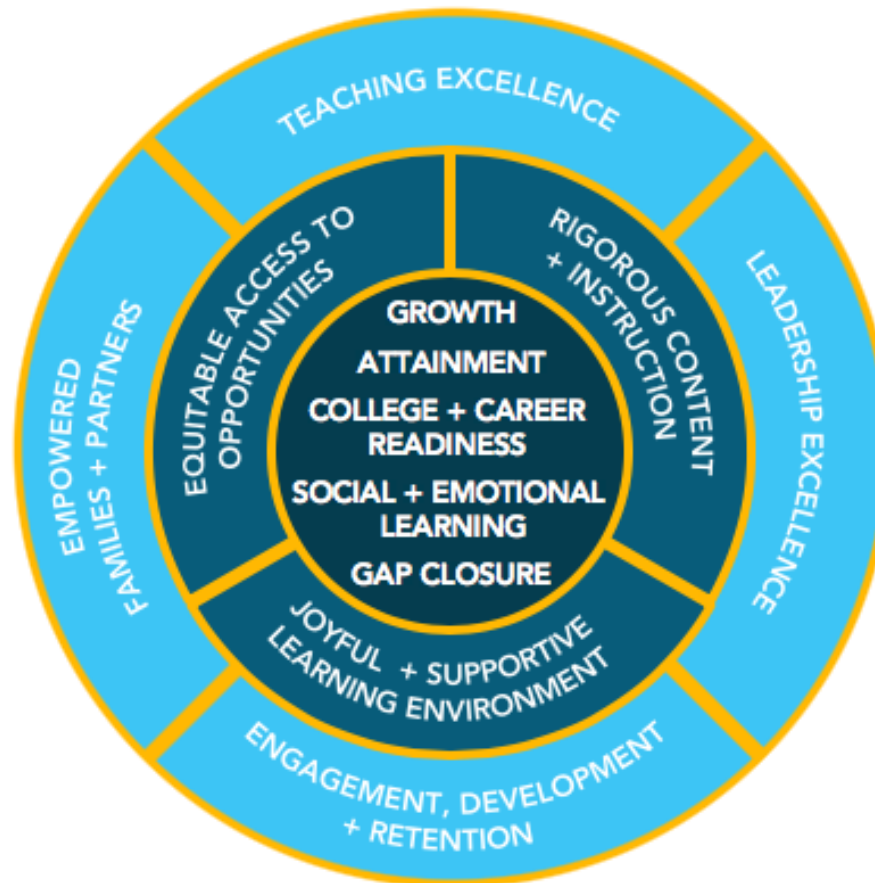 TEACHING EXCELLENCE
LEADERSHIP EXCELLENCE
ENGAGEMENT, DEVELOPMENT
+ RETENTION
EMPOWERED
FAMILIES + PARTNERS
EQUITABLE ACCESS TO
OPPORTUNITIES
RIGOROUS CONTENT
+ INSTRUCTION
JOYFUL + SUPPORTIVE
LEARNING ENVIRONMENT
GROWTH
ATTAINMENT
COLLEGE + CAREER
READINESS
SOCIAL + EMOTIONAL
LEARNING
GAP CLOSURE